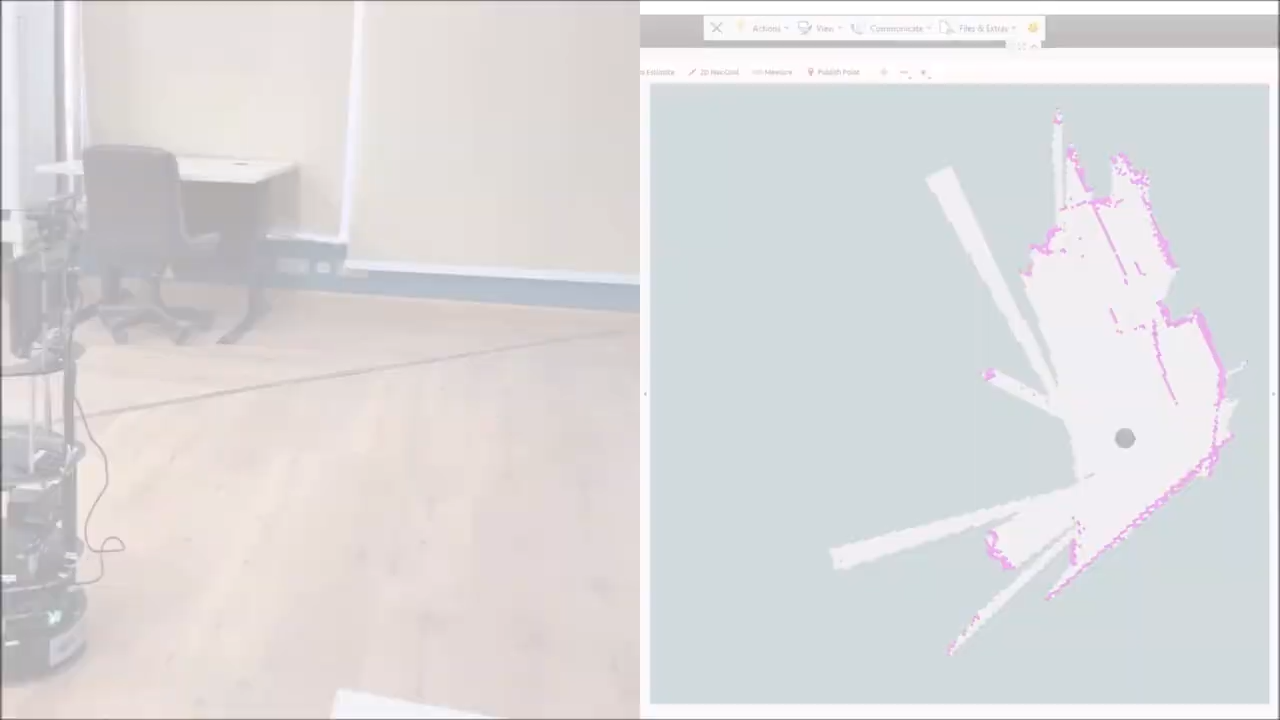 Actions View Communicate Files & Extras
2D Nav Goal Measure Publish Point